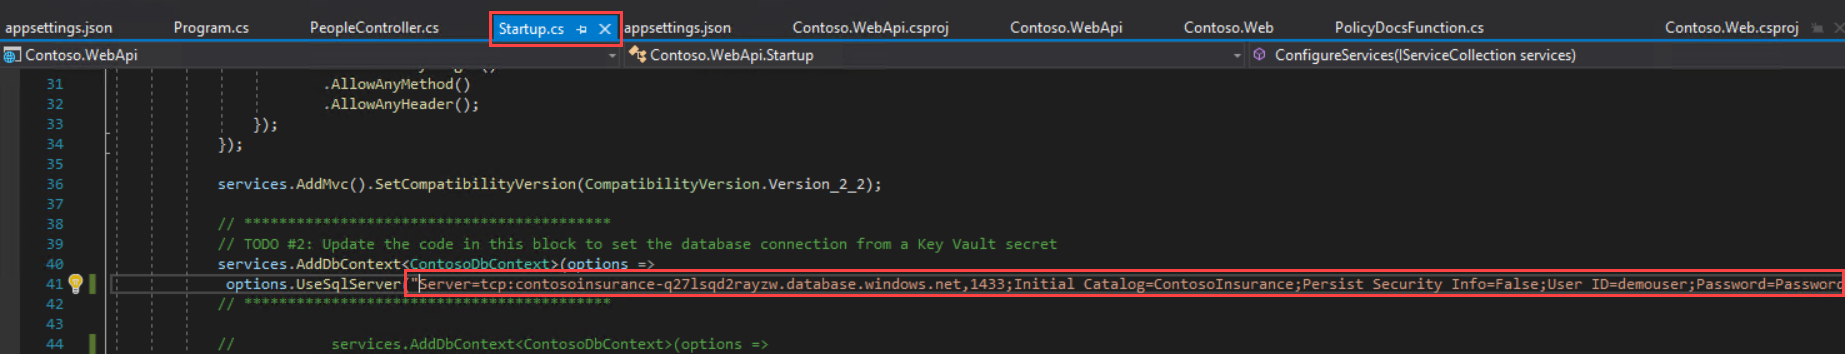 appsettings.json Program.cs PeopleController.cs Startup.cs appsettings.json Contoso.WebApi.csproj Contoso.WebApi Contoso.Web PolicyDocsFunction.cs Contoso.Web.csproj
Contoso.WebApi Contoso.WebApi.Startup ConfigureServices(IServiceCollection services)
31 .AllowAnyMethod()
32 .AllowAnyHeader();
33 });
34 });
35
36 services.AddMvc().SetCompatibilityVersion(CompatibilityVersion.Version_2_2);
37
38 // ******************************************
39 // TODO #2: Update the code in this block to set the database connection from a Key Vault secret
40 services.AddDbContext<ContosoDbContext>(options =>
41 options.UseSqlServer("Server=tcp:contosoinsurance-q27lsqd2rayzw.database.windows.net,1433;Initial Catalog=ContosoInsurance;Persist Security Info=False;User ID=demouser;Password=Password
42 // ******************************************
43
44 // services.AddDbContext<ContosoDbContext>(options =>